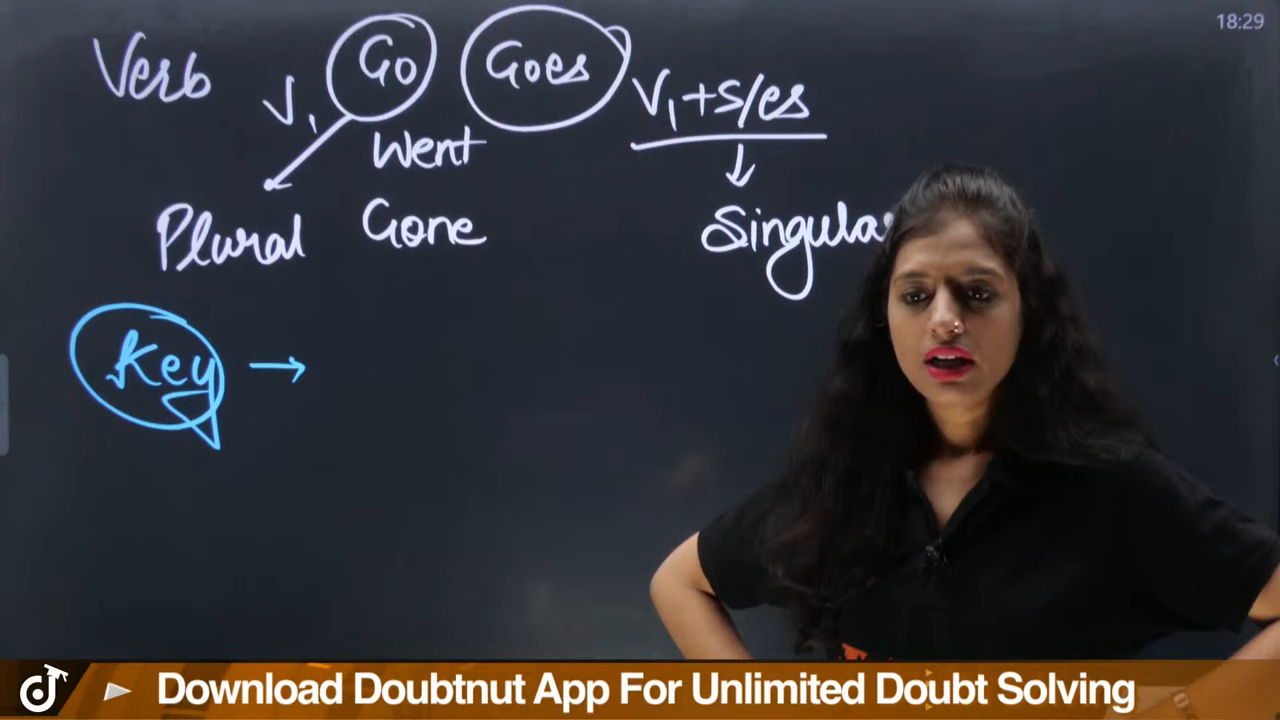 18:29
Verb V₁ Go Goes V₁+s/es
Went
Plural Gone Singular
Key →
Download Doubtnut App For Unlimited Doubt Solving